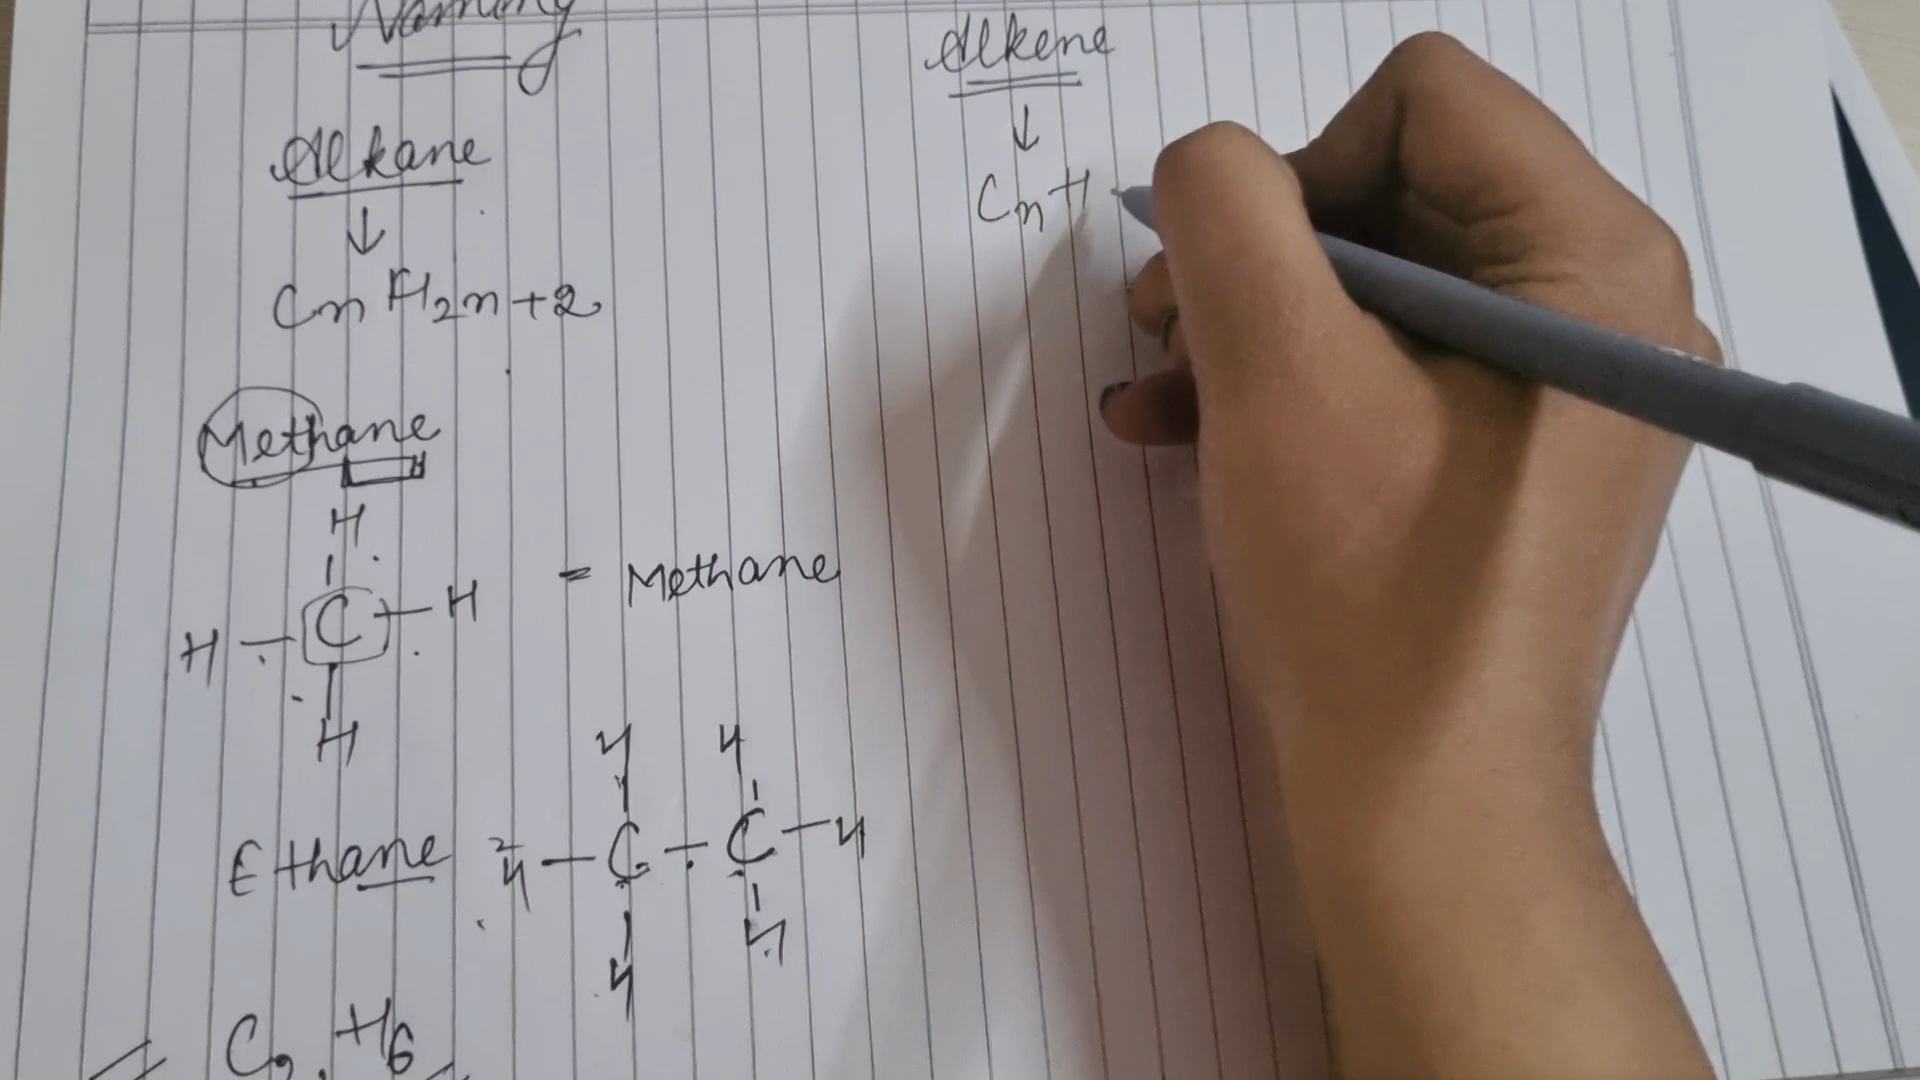 Naming
Alkane
↓
CnH2n+2
Methane
H
H - C - H
H
= Methane
Ethane
H H
H - C - C - H
H H
C2H6
Alkene
↓
CnH